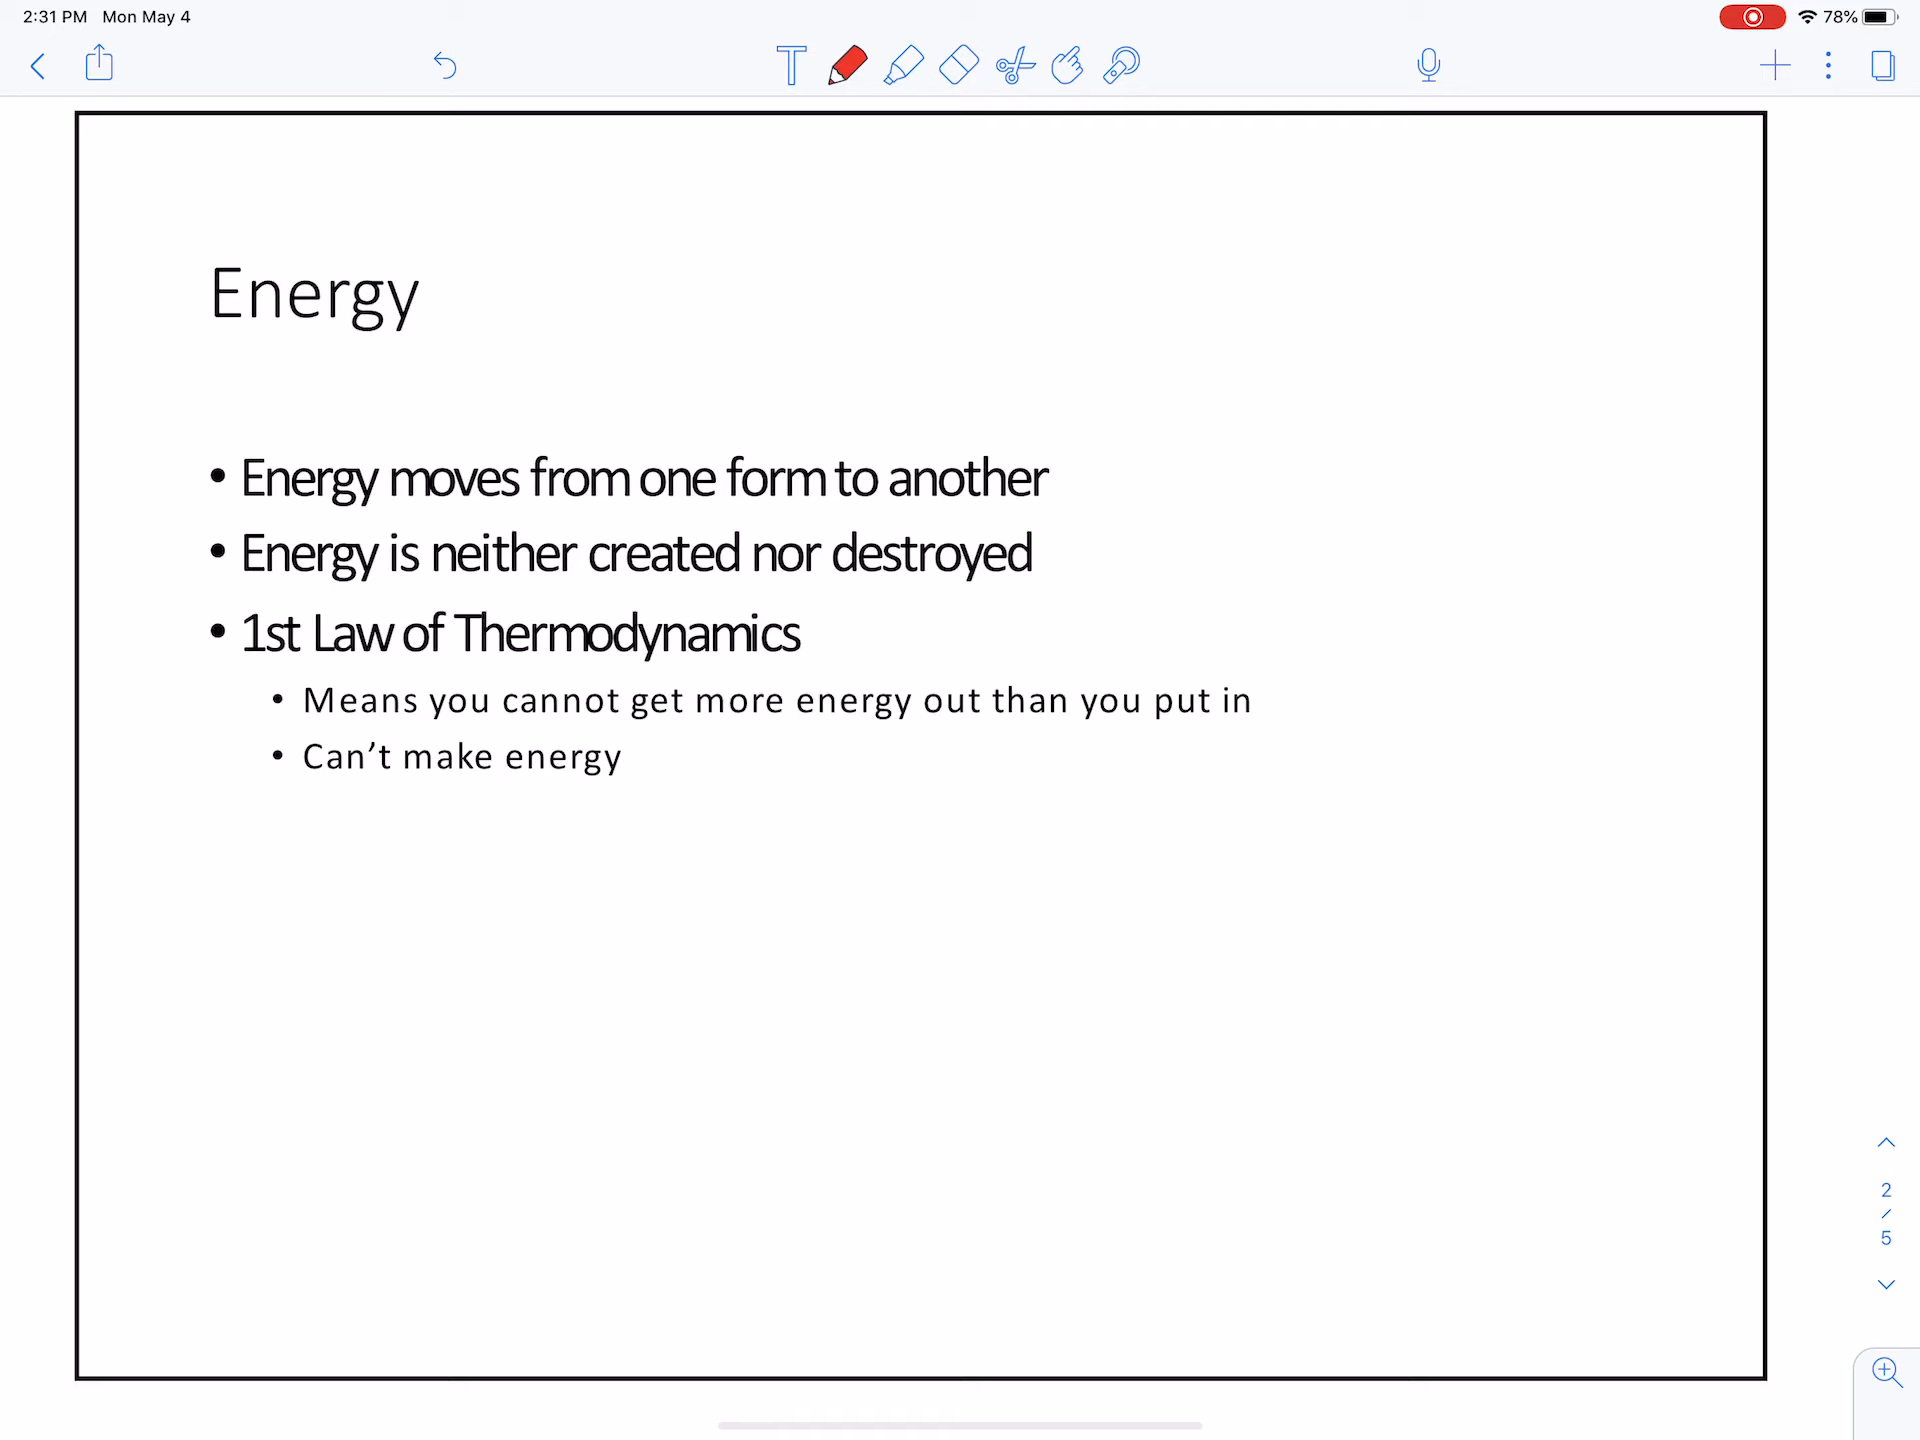 2:31 PM Mon May 4
78%
Energy
• Energy moves from one form to another
• Energy is neither created nor destroyed
• 1st Law of Thermodynamics
• Means you cannot get more energy out than you put in
• Can’t make energy
2
/
5